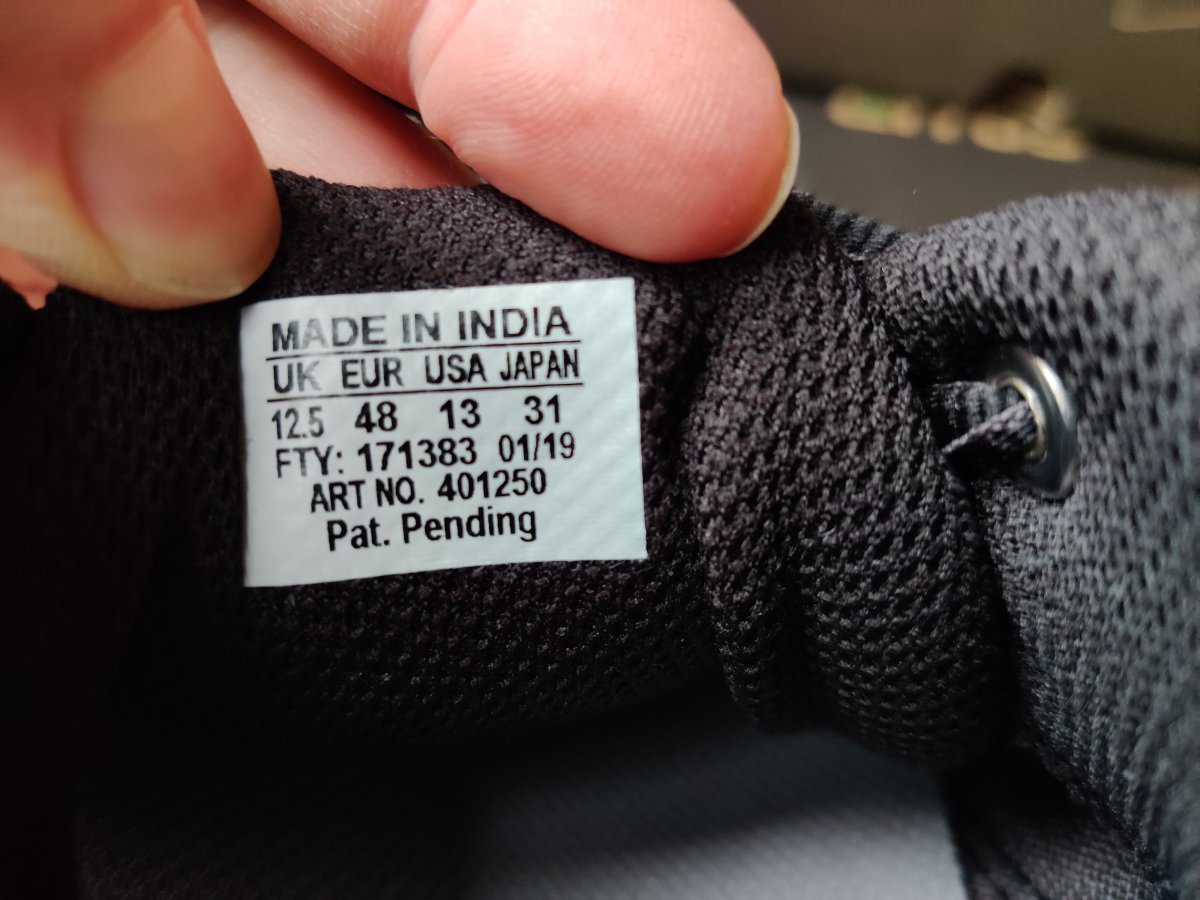 MADE IN INDIA
UK EUR USA JAPAN
12.5 48 13 31
FTY: 171383 01/19
ART NO. 401250
Pat. Pending